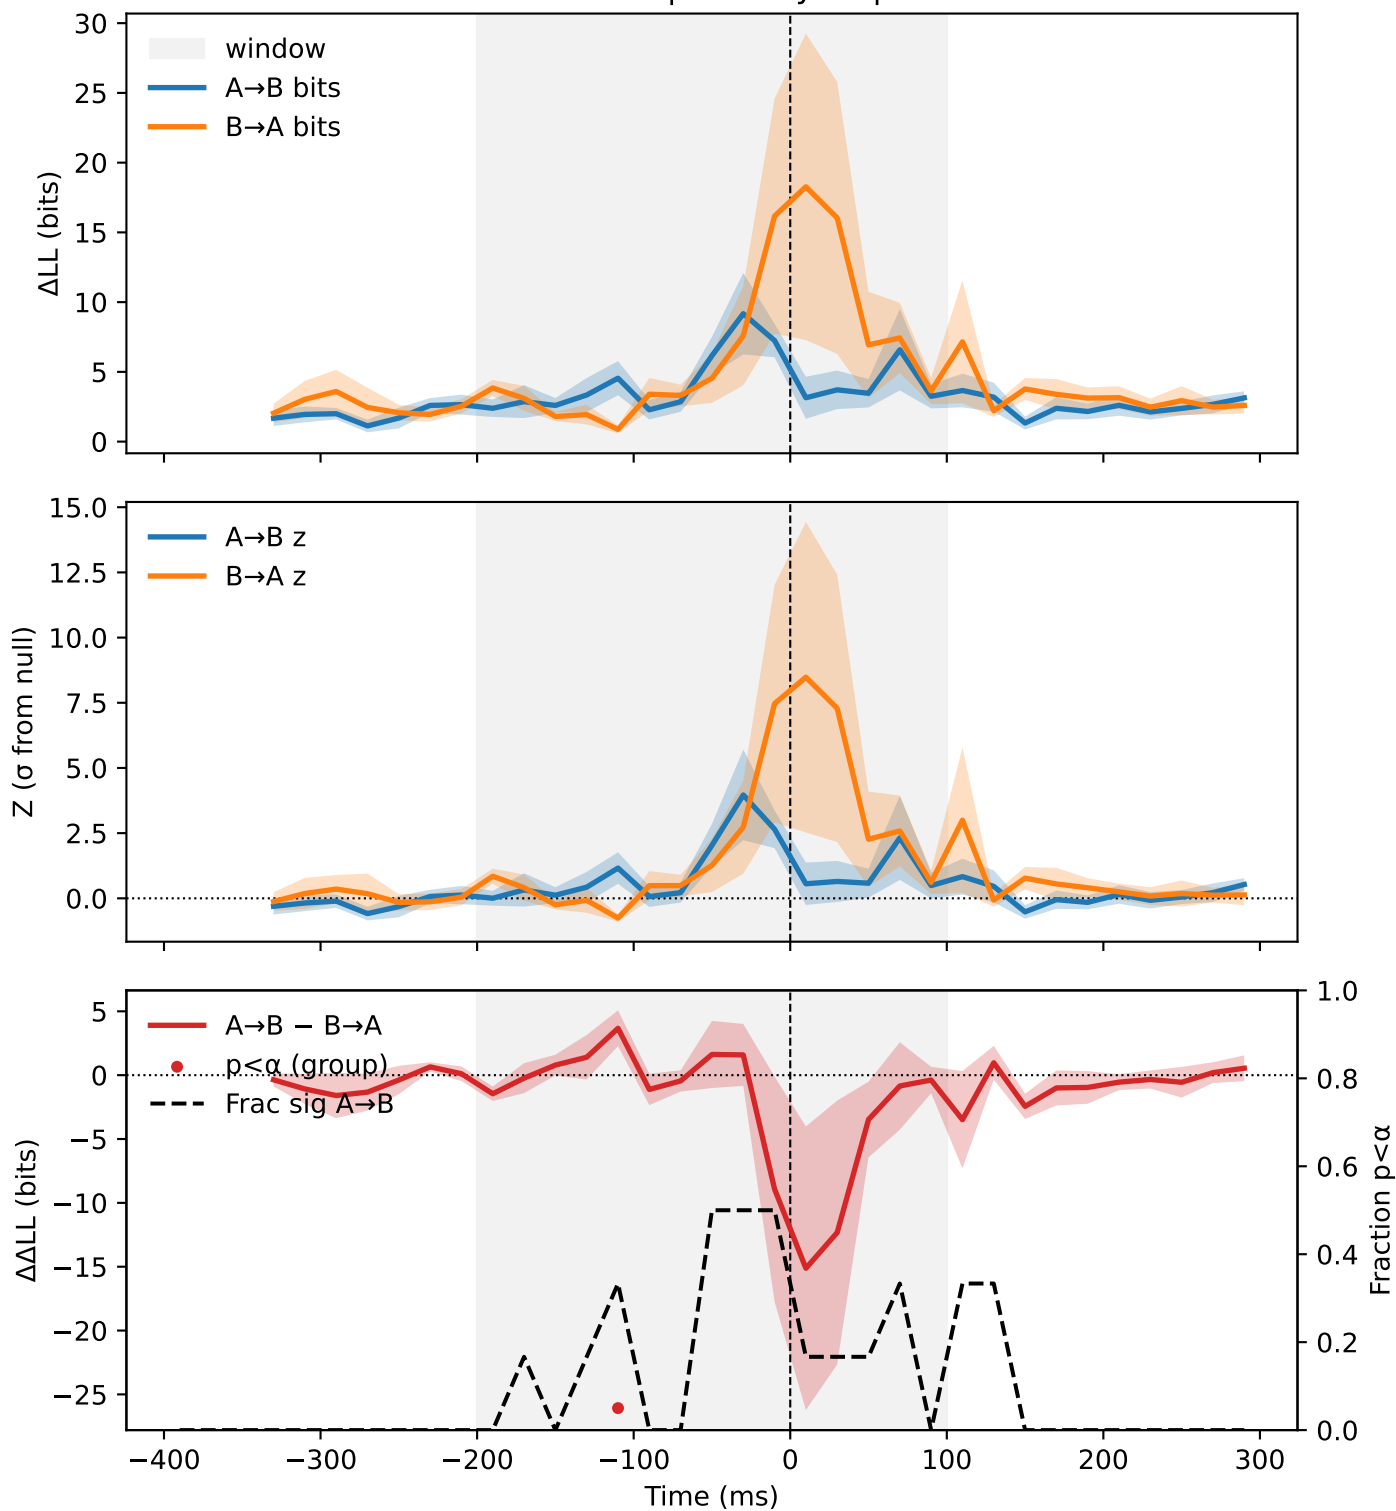 30
25
20
15
10
5
0
ΔLL (bits)
window
A→B bits
B→A bits
15.0
12.5
10.0
7.5
5.0
2.5
0.0
Z (σ from null)
A→B z
B→A z
5
0
−5
−10
−15
−20
−25
ΔΔLL (bits)
A→B − B→A
p<α (group)
Frac sig A→B
1.0
0.8
0.6
0.4
0.2
0.0
Fraction p<α
−400
−300
−200
−100
0
100
200
300
Time (ms)